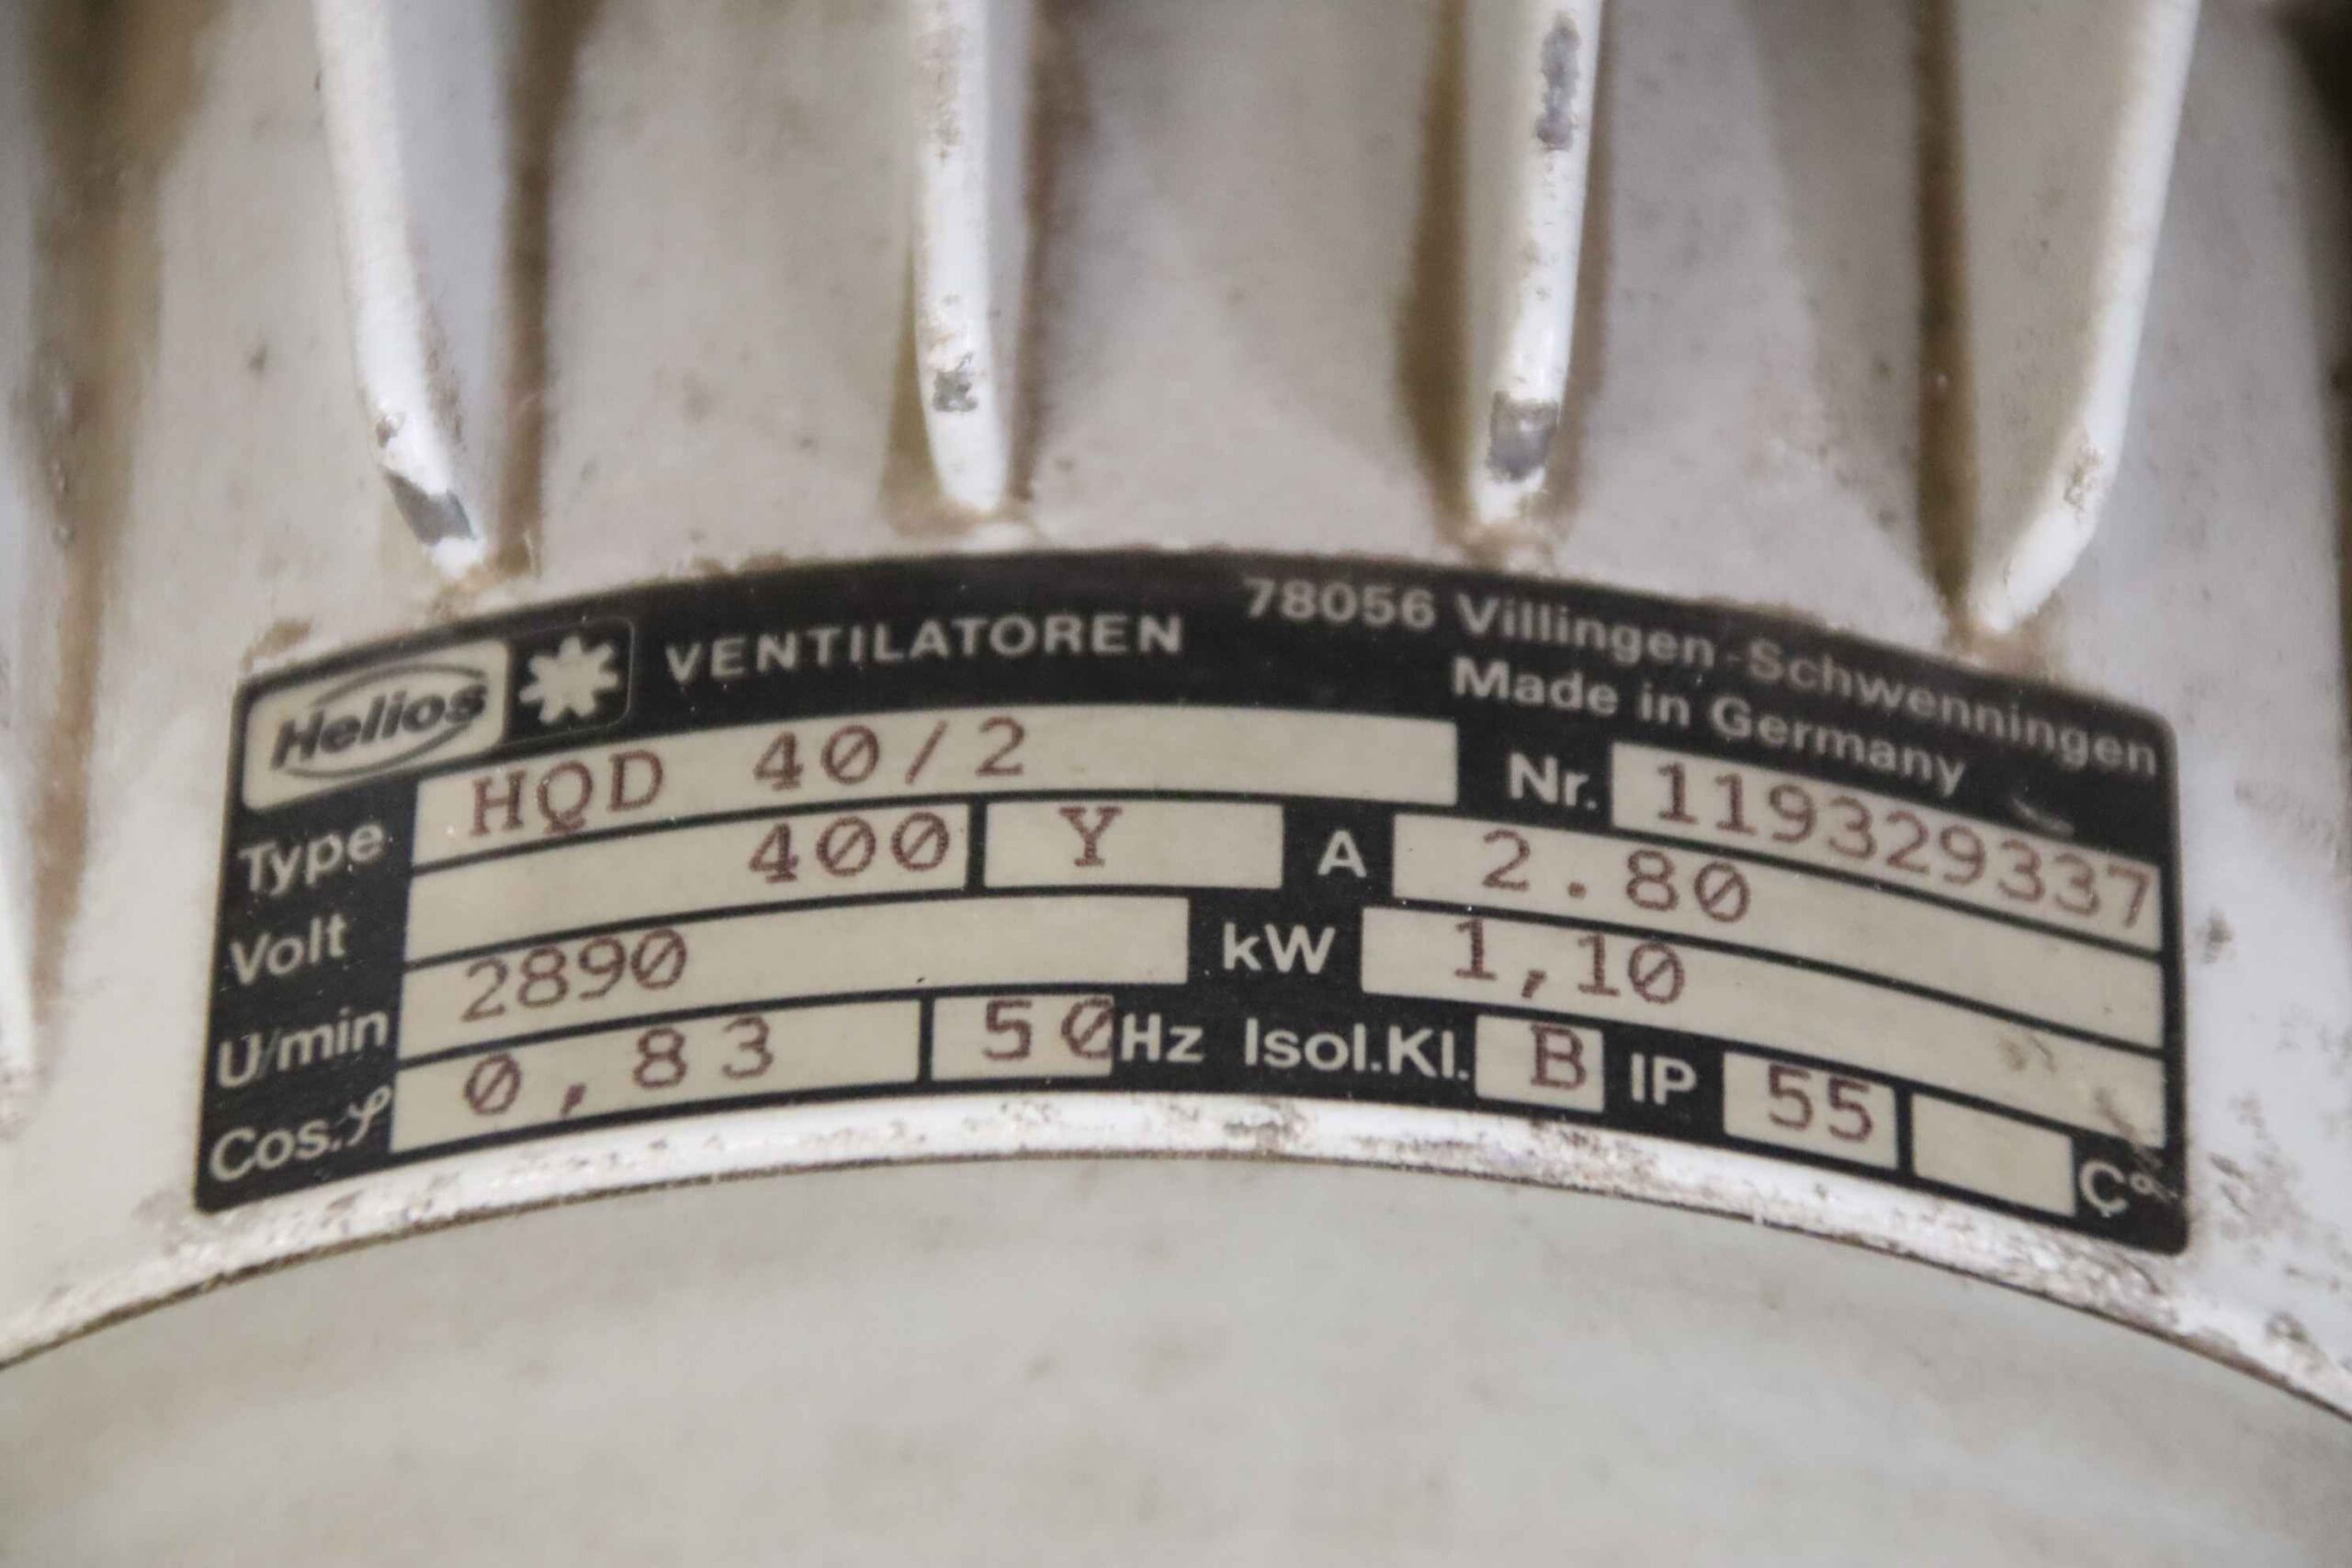 Helios VENTILATOREN 78056 Villingen-Schwenningen
Made in Germany
Type HQD 40/2 Nr. 119329337
Volt 400 Y A 2.80
U/min 2890 kW 1,10
Cos.φ 0,83 50 Hz Isol.Kl. B IP 55 C°